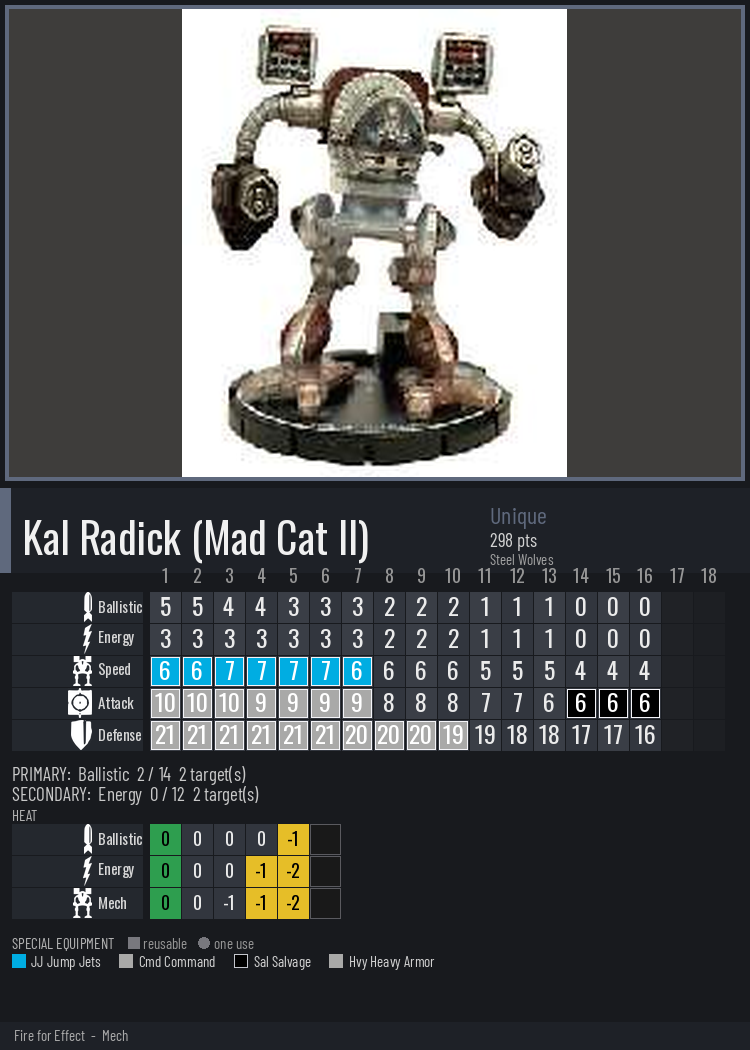 Kal Radick (Mad Cat II)
Unique
298 pts
Steel Wolves
1 2 3 4 5 6 7 8 9 10 11 12 13 14 15 16 17 18
Ballistic 5 5 4 4 3 3 3 2 2 2 1 1 1 0 0 0
Energy 3 3 3 3 3 3 3 2 2 2 1 1 1 0 0 0
Speed 6 6 7 7 7 7 6 6 6 6 5 5 5 4 4 4
Attack 10 10 10 9 9 9 9 8 8 8 7 7 6 6 6 6
Defense 21 21 21 21 21 21 20 20 20 19 19 18 18 17 17 16
PRIMARY: Ballistic 2 / 14 2 target(s)
SECONDARY: Energy 0 / 12 2 target(s)
HEAT
Ballistic 0 0 0 0 -1
Energy 0 0 0 -1 -2
Mech 0 0 -1 -1 -2
SPECIAL EQUIPMENT reusable one use
JJ Jump Jets Cmd Command Sal Salvage Hvy Heavy Armor
Fire for Effect - Mech